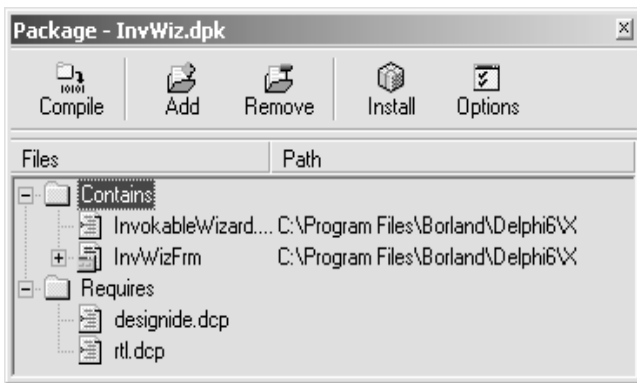 Package - InvWiz.dpk
Compile Add Remove Install Options
Files Path
Contains
InvokableWizard.... C:\Program Files\Borland\Delphi6\X
InvWizFrm C:\Program Files\Borland\Delphi6\X
Requires
designide.dcp
rtl.dcp